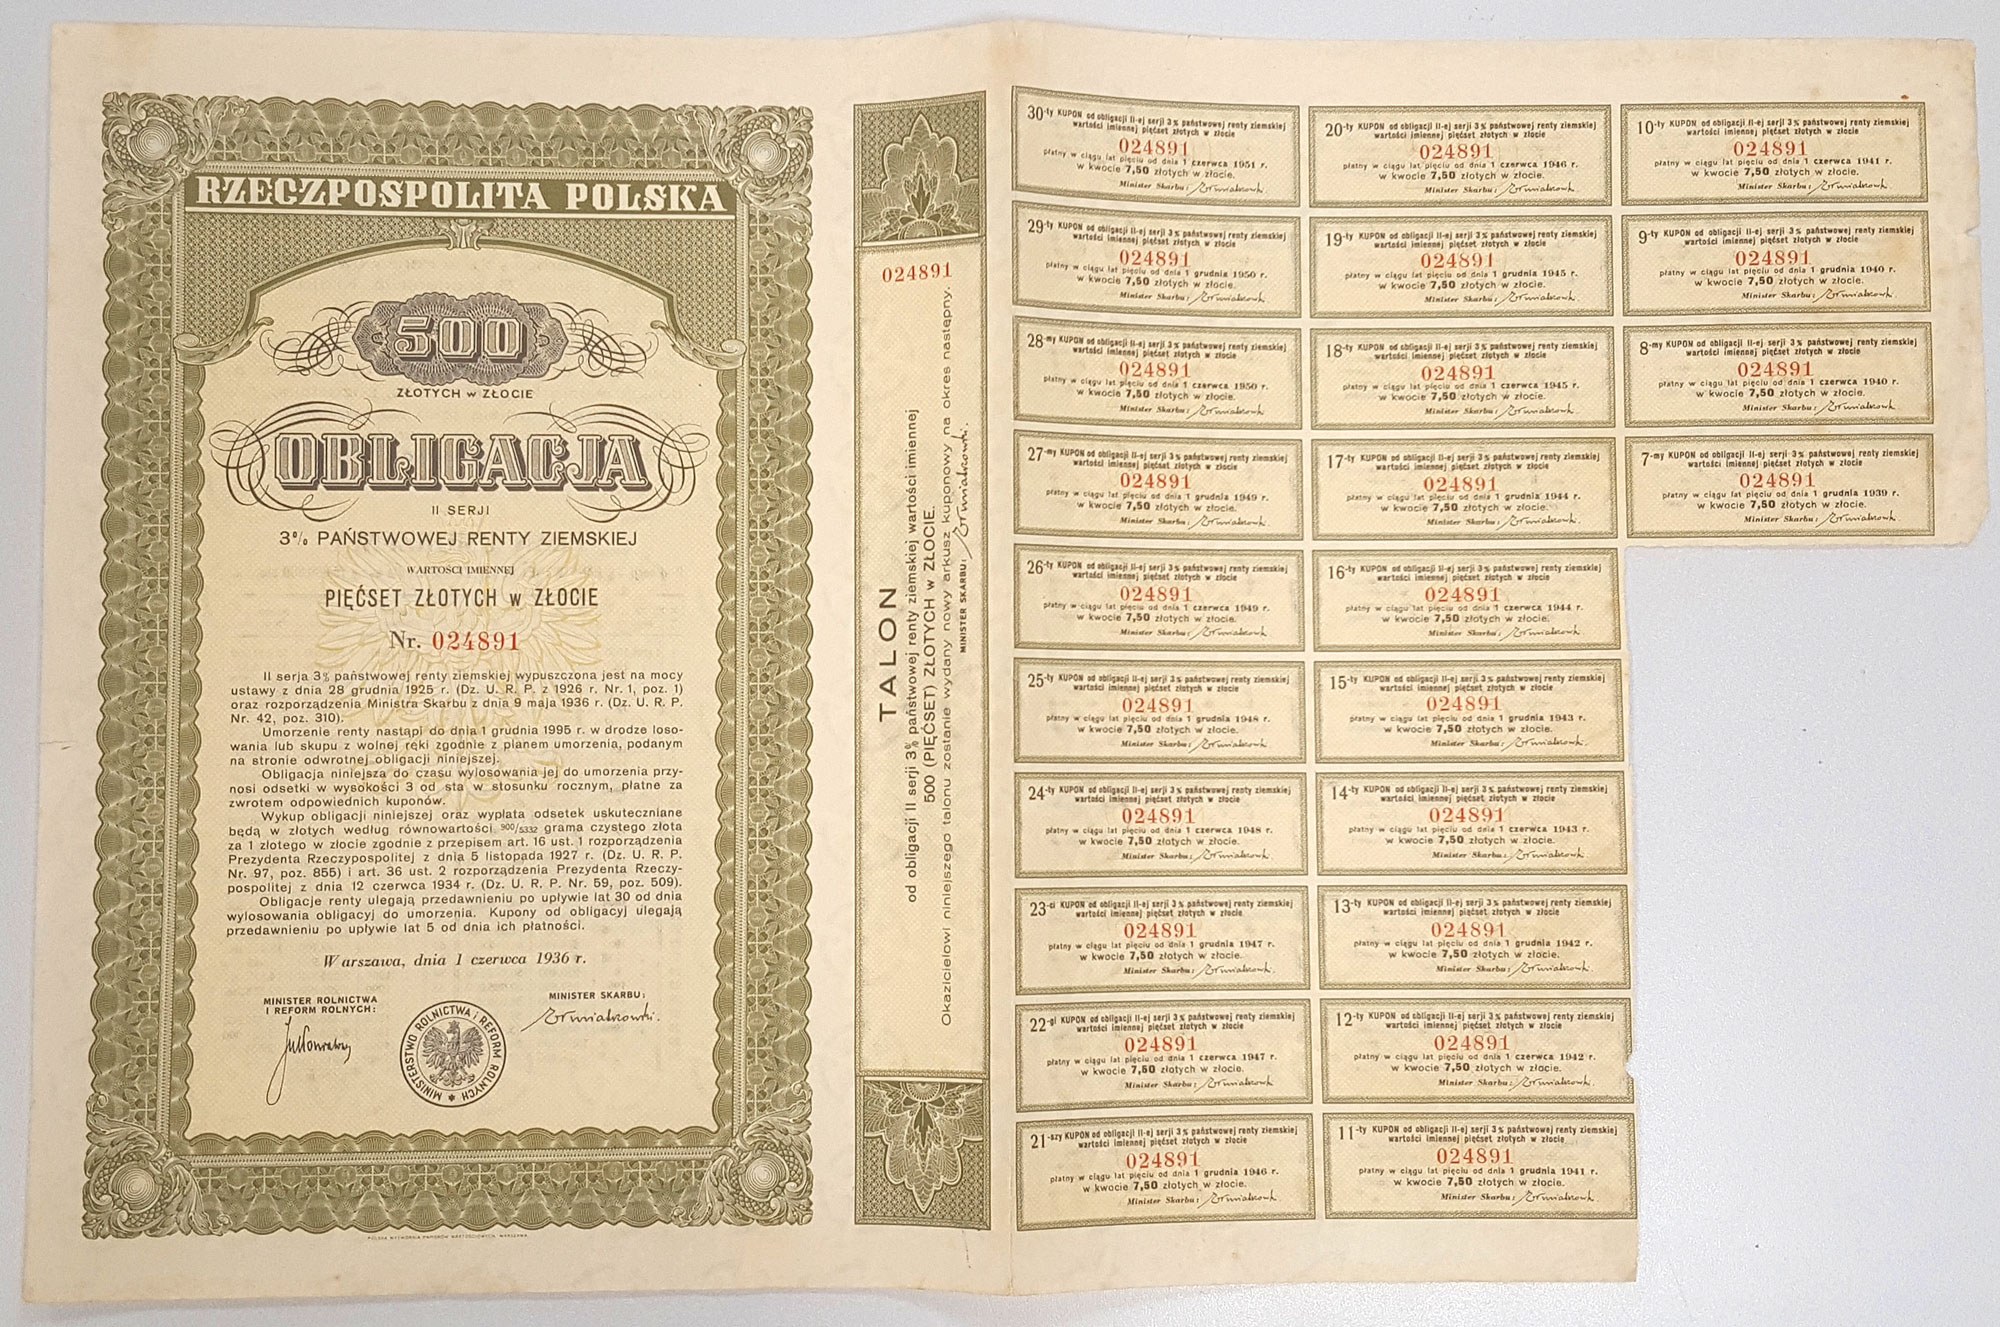 RZECZPOSPOLITA POLSKA
500
ZŁOTYCH w ZŁOCIE
OBLIGACJA
II SERJI
3% PAŃSTWOWEJ RENTY ZIEMSKIEJ
WARTOŚCI IMIENNEJ
PIĘĆSET ZŁOTYCH w ZŁOCIE
Nr. 024891
II serja 3% państwowej renty ziemskiej wypuszczona jest na mocy
ustawy z dnia 28 grudnia 1925 r. (Dz. U. R. P. z 1926 r. Nr. 1, poz. 1)
oraz rozporządzenia Ministra Skarbu z dnia 9 maja 1936 r. (Dz. U. R. P.
Nr. 42, poz. 310).
Umorzenie renty nastąpi do dnia 1 grudnia 1995 r. w drodze loso-
wania lub skupu z wolnej ręki zgodnie z planem umorzenia, podanym
na stronie odwrotnej obligacji niniejszej.
Obligacja niniejsza do czasu wylosowania jej do umorzenia przy-
nosi odsetki w wysokości 3 od sta w stosunku rocznym, płatne za
zwrotem odpowiednich kuponów.
Wykup obligacji niniejszej oraz wypłata odsetek uskuteczniane
będą w złotych według równowartości 900/5332 grama czystego złota
za 1 złotego w złocie zgodnie z przepisem art. 16 ust. 1 rozporządzenia
Prezydenta Rzeczypospolitej z dnia 5 listopada 1927 r. (Dz. U. R. P.
Nr. 97, poz. 855) i art. 36 ust. 2 rozporządzenia Prezydenta Rzeczy-
pospolitej z dnia 12 czerwca 1934 r. (Dz. U. R. P. Nr. 59, poz. 509).
Obligacje renty ulegają przedawnieniu po upływie lat 30 od dnia
wylosowania obligacyj do umorzenia. Kupony od obligacyj ulegają
przedawnieniu po upływie lat 5 od dnia ich płatności.
Warszawa, dnia 1 czerwca 1936 r.
MINISTER ROLNICTWA
I REFORM ROLNYCH:
MINISTERSTWO ROLNICTWA i REFORM ROLNYCH
MINISTER SKARBU:
POLSKA WYTWÓRNIA PAPIERÓW WARTOŚCIOWYCH, WARSZAWA
024891
TALON
od obligacji II serji 3% państwowej renty ziemskiej wartości imiennej
500 (PIĘĆSET) ZŁOTYCH w ZŁOCIE.
Okazicielowi niniejszego talonu zostanie wydany nowy arkusz kuponowy na okres następny.
MINISTER SKARBU:
30-ty KUPON od obligacji II-ej serji 3% państwowej renty ziemskiej
wartości imiennej pięćset złotych w złocie
024891
płatny w ciągu lat pięciu od dnia 1 czerwca 1951 r.
w kwocie 7,50 złotych w złocie.
Minister Skarbu:
29-ty KUPON od obligacji II-ej serji 3% państwowej renty ziemskiej
wartości imiennej pięćset złotych w złocie
024891
płatny w ciągu lat pięciu od dnia 1 grudnia 1950 r.
w kwocie 7,50 złotych w złocie.
Minister Skarbu:
28-my KUPON od obligacji II-ej serji 3% państwowej renty ziemskiej
wartości imiennej pięćset złotych w złocie
024891
płatny w ciągu lat pięciu od dnia 1 czerwca 1950 r.
w kwocie 7,50 złotych w złocie.
Minister Skarbu:
27-my KUPON od obligacji II-ej serji 3% państwowej renty ziemskiej
wartości imiennej pięćset złotych w złocie
024891
płatny w ciągu lat pięciu od dnia 1 grudnia 1949 r.
w kwocie 7,50 złotych w złocie.
Minister Skarbu:
26-ty KUPON od obligacji II-ej serji 3% państwowej renty ziemskiej
wartości imiennej pięćset złotych w złocie
024891
płatny w ciągu lat pięciu od dnia 1 czerwca 1949 r.
w kwocie 7,50 złotych w złocie.
Minister Skarbu:
25-ty KUPON od obligacji II-ej serji 3% państwowej renty ziemskiej
wartości imiennej pięćset złotych w złocie
024891
płatny w ciągu lat pięciu od dnia 1 grudnia 1948 r.
w kwocie 7,50 złotych w złocie.
Minister Skarbu:
24-ty KUPON od obligacji II-ej serji 3% państwowej renty ziemskiej
wartości imiennej pięćset złotych w złocie
024891
płatny w ciągu lat pięciu od dnia 1 czerwca 1948 r.
w kwocie 7,50 złotych w złocie.
Minister Skarbu:
23-ci KUPON od obligacji II-ej serji 3% państwowej renty ziemskiej
wartości imiennej pięćset złotych w złocie
024891
płatny w ciągu lat pięciu od dnia 1 grudnia 1947 r.
w kwocie 7,50 złotych w złocie.
Minister Skarbu:
22-gi KUPON od obligacji II-ej serji 3% państwowej renty ziemskiej
wartości imiennej pięćset złotych w złocie
024891
płatny w ciągu lat pięciu od dnia 1 czerwca 1947 r.
w kwocie 7,50 złotych w złocie.
Minister Skarbu:
21-szy KUPON od obligacji II-ej serji 3% państwowej renty ziemskiej
wartości imiennej pięćset złotych w złocie
024891
płatny w ciągu lat pięciu od dnia 1 grudnia 1946 r.
w kwocie 7,50 złotych w złocie.
Minister Skarbu:
20-ty KUPON od obligacji II-ej serji 3% państwowej renty ziemskiej
wartości imiennej pięćset złotych w złocie
024891
płatny w ciągu lat pięciu od dnia 1 czerwca 1946 r.
w kwocie 7,50 złotych w złocie.
Minister Skarbu:
19-ty KUPON od obligacji II-ej serji 3% państwowej renty ziemskiej
wartości imiennej pięćset złotych w złocie
024891
płatny w ciągu lat pięciu od dnia 1 grudnia 1945 r.
w kwocie 7,50 złotych w złocie.
Minister Skarbu:
18-ty KUPON od obligacji II-ej serji 3% państwowej renty ziemskiej
wartości imiennej pięćset złotych w złocie
024891
płatny w ciągu lat pięciu od dnia 1 czerwca 1945 r.
w kwocie 7,50 złotych w złocie.
Minister Skarbu:
17-ty KUPON od obligacji II-ej serji 3% państwowej renty ziemskiej
wartości imiennej pięćset złotych w złocie
024891
płatny w ciągu lat pięciu od dnia 1 grudnia 1944 r.
w kwocie 7,50 złotych w złocie.
Minister Skarbu:
16-ty KUPON od obligacji II-ej serji 3% państwowej renty ziemskiej
wartości imiennej pięćset złotych w złocie
024891
płatny w ciągu lat pięciu od dnia 1 czerwca 1944 r.
w kwocie 7,50 złotych w złocie.
Minister Skarbu:
15-ty KUPON od obligacji II-ej serji 3% państwowej renty ziemskiej
wartości imiennej pięćset złotych w złocie
024891
płatny w ciągu lat pięciu od dnia 1 grudnia 1943 r.
w kwocie 7,50 złotych w złocie.
Minister Skarbu:
14-ty KUPON od obligacji II-ej serji 3% państwowej renty ziemskiej
wartości imiennej pięćset złotych w złocie
024891
płatny w ciągu lat pięciu od dnia 1 czerwca 1943 r.
w kwocie 7,50 złotych w złocie.
Minister Skarbu:
13-ty KUPON od obligacji II-ej serji 3% państwowej renty ziemskiej
wartości imiennej pięćset złotych w złocie
024891
płatny w ciągu lat pięciu od dnia 1 grudnia 1942 r.
w kwocie 7,50 złotych w złocie.
Minister Skarbu:
12-ty KUPON od obligacji II-ej serji 3% państwowej renty ziemskiej
wartości imiennej pięćset złotych w złocie
024891
płatny w ciągu lat pięciu od dnia 1 czerwca 1942 r.
w kwocie 7,50 złotych w złocie.
Minister Skarbu:
11-ty KUPON od obligacji II-ej serji 3% państwowej renty ziemskiej
wartości imiennej pięćset złotych w złocie
024891
płatny w ciągu lat pięciu od dnia 1 grudnia 1941 r.
w kwocie 7,50 złotych w złocie.
Minister Skarbu:
10-ty KUPON od obligacji II-ej serji 3% państwowej renty ziemskiej
wartości imiennej pięćset złotych w złocie
024891
płatny w ciągu lat pięciu od dnia 1 czerwca 1941 r.
w kwocie 7,50 złotych w złocie.
Minister Skarbu:
9-ty KUPON od obligacji II-ej serji 3% państwowej renty ziemskiej
wartości imiennej pięćset złotych w złocie
024891
płatny w ciągu lat pięciu od dnia 1 grudnia 1940 r.
w kwocie 7,50 złotych w złocie.
Minister Skarbu:
8-my KUPON od obligacji II-ej serji 3% państwowej renty ziemskiej
wartości imiennej pięćset złotych w złocie
024891
płatny w ciągu lat pięciu od dnia 1 czerwca 1940 r.
w kwocie 7,50 złotych w złocie.
Minister Skarbu:
7-my KUPON od obligacji II-ej serji 3% państwowej renty ziemskiej
wartości imiennej pięćset złotych w złocie
024891
płatny w ciągu lat pięciu od dnia 1 grudnia 1939 r.
w kwocie 7,50 złotych w złocie.
Minister Skarbu: